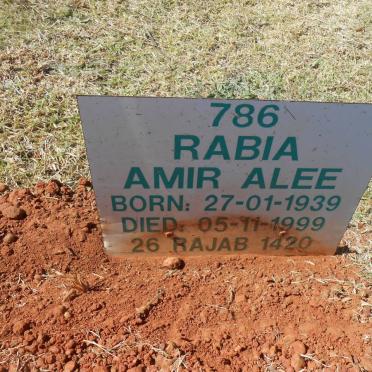 786
RABIA
AMIR ALEE
BORN: 27-01-1939
DIED: 05-11-1999
26 RAJAB 1420